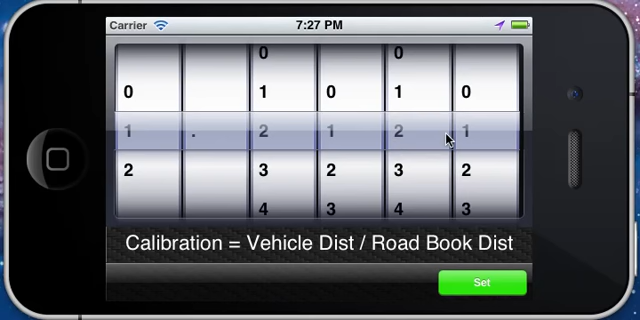 Carrier 7:27 PM
0 0
0 1 0 1 0
1 . 2 1 2 1
2 3 2 3 2
4 3 4 3
Calibration = Vehicle Dist / Road Book Dist
Set